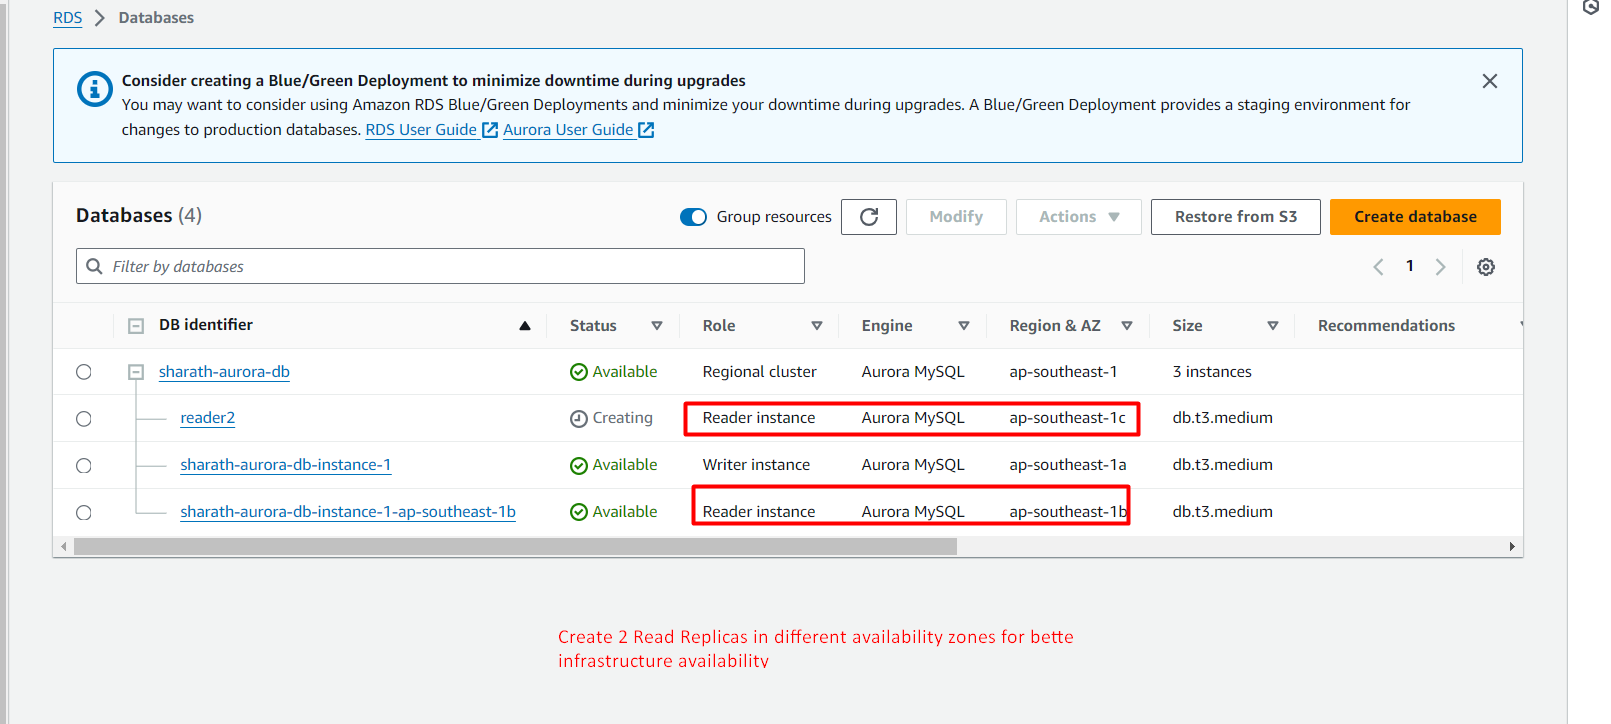 RDS > Databases
Consider creating a Blue/Green Deployment to minimize downtime during upgrades
You may want to consider using Amazon RDS Blue/Green Deployments and minimize your downtime during upgrades. A Blue/Green Deployment provides a staging environment for
changes to production databases. RDS User Guide Aurora User Guide
Databases (4) Group resources Modify Actions Restore from S3 Create database
Filter by databases 1
DB identifier Status Role Engine Region & AZ Size Recommendations
sharath-aurora-db Available Regional cluster Aurora MySQL ap-southeast-1 3 instances
reader2 Creating Reader instance Aurora MySQL ap-southeast-1c db.t3.medium
sharath-aurora-db-instance-1 Available Writer instance Aurora MySQL ap-southeast-1a db.t3.medium
sharath-aurora-db-instance-1-ap-southeast-1b Available Reader instance Aurora MySQL ap-southeast-1b db.t3.medium
Create 2 Read Replicas in different availability zones for bette
infrastructure availability